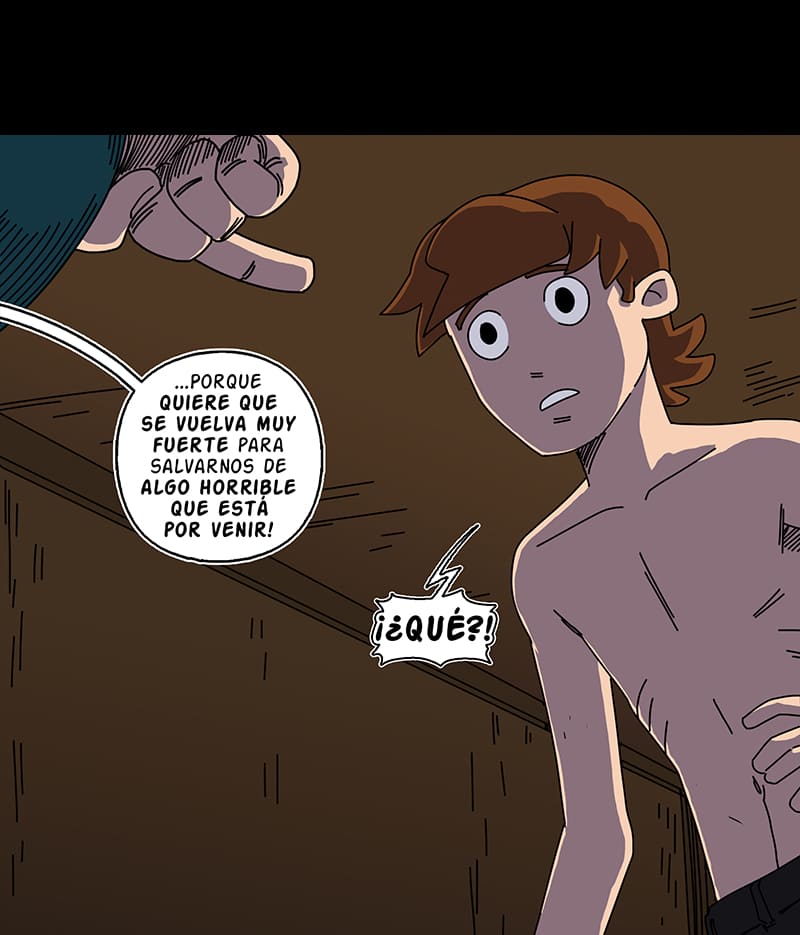 ...PORQUE
QUIERE QUE
SE VUELVA MUY
FUERTE PARA
SALVARNOS DE
ALGO HORRIBLE
QUE ESTÁ
POR VENIR!
¡¿QUÉ?!